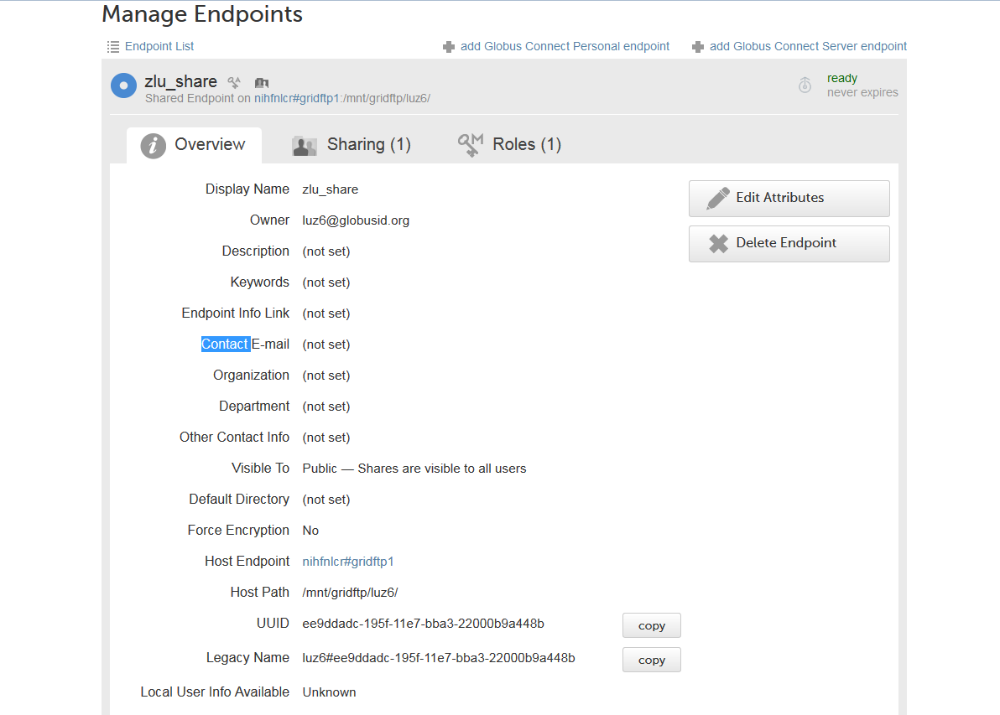 Manage Endpoints
Endpoint List add Globus Connect Personal endpoint add Globus Connect Server endpoint
zlu_share ready
Shared Endpoint on nihfnlcr#gridftp1:/mnt/gridftp/luz6/ never expires
Overview Sharing (1) Roles (1)
Display Name zlu_share Edit Attributes
Owner luz6@globusid.org
Description (not set) Delete Endpoint
Keywords (not set)
Endpoint Info Link (not set)
Contact E-mail (not set)
Organization (not set)
Department (not set)
Other Contact Info (not set)
Visible To Public — Shares are visible to all users
Default Directory (not set)
Force Encryption No
Host Endpoint nihfnlcr#gridftp1
Host Path /mnt/gridftp/luz6/
UUID ee9ddadc-195f-11e7-bba3-22000b9a448b copy
Legacy Name luz6#ee9ddadc-195f-11e7-bba3-22000b9a448b copy
Local User Info Available Unknown